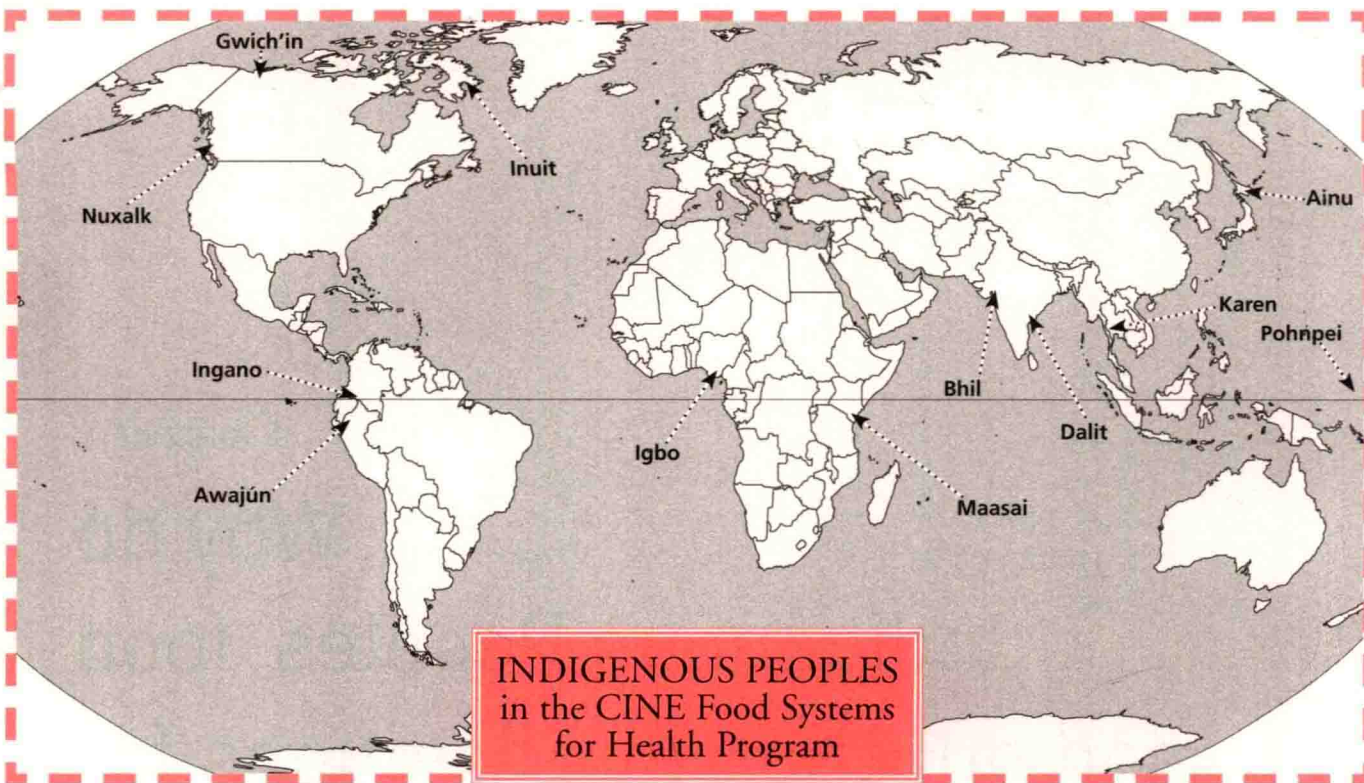 Gwich'in
Inuit
Nuxalk
Ainu
Karen
Pohnpei
Ingano
Bhil
Igbo
Dalit
Awajún
Maasai
INDIGENOUS PEOPLES
in the CINE Food Systems
for Health Program